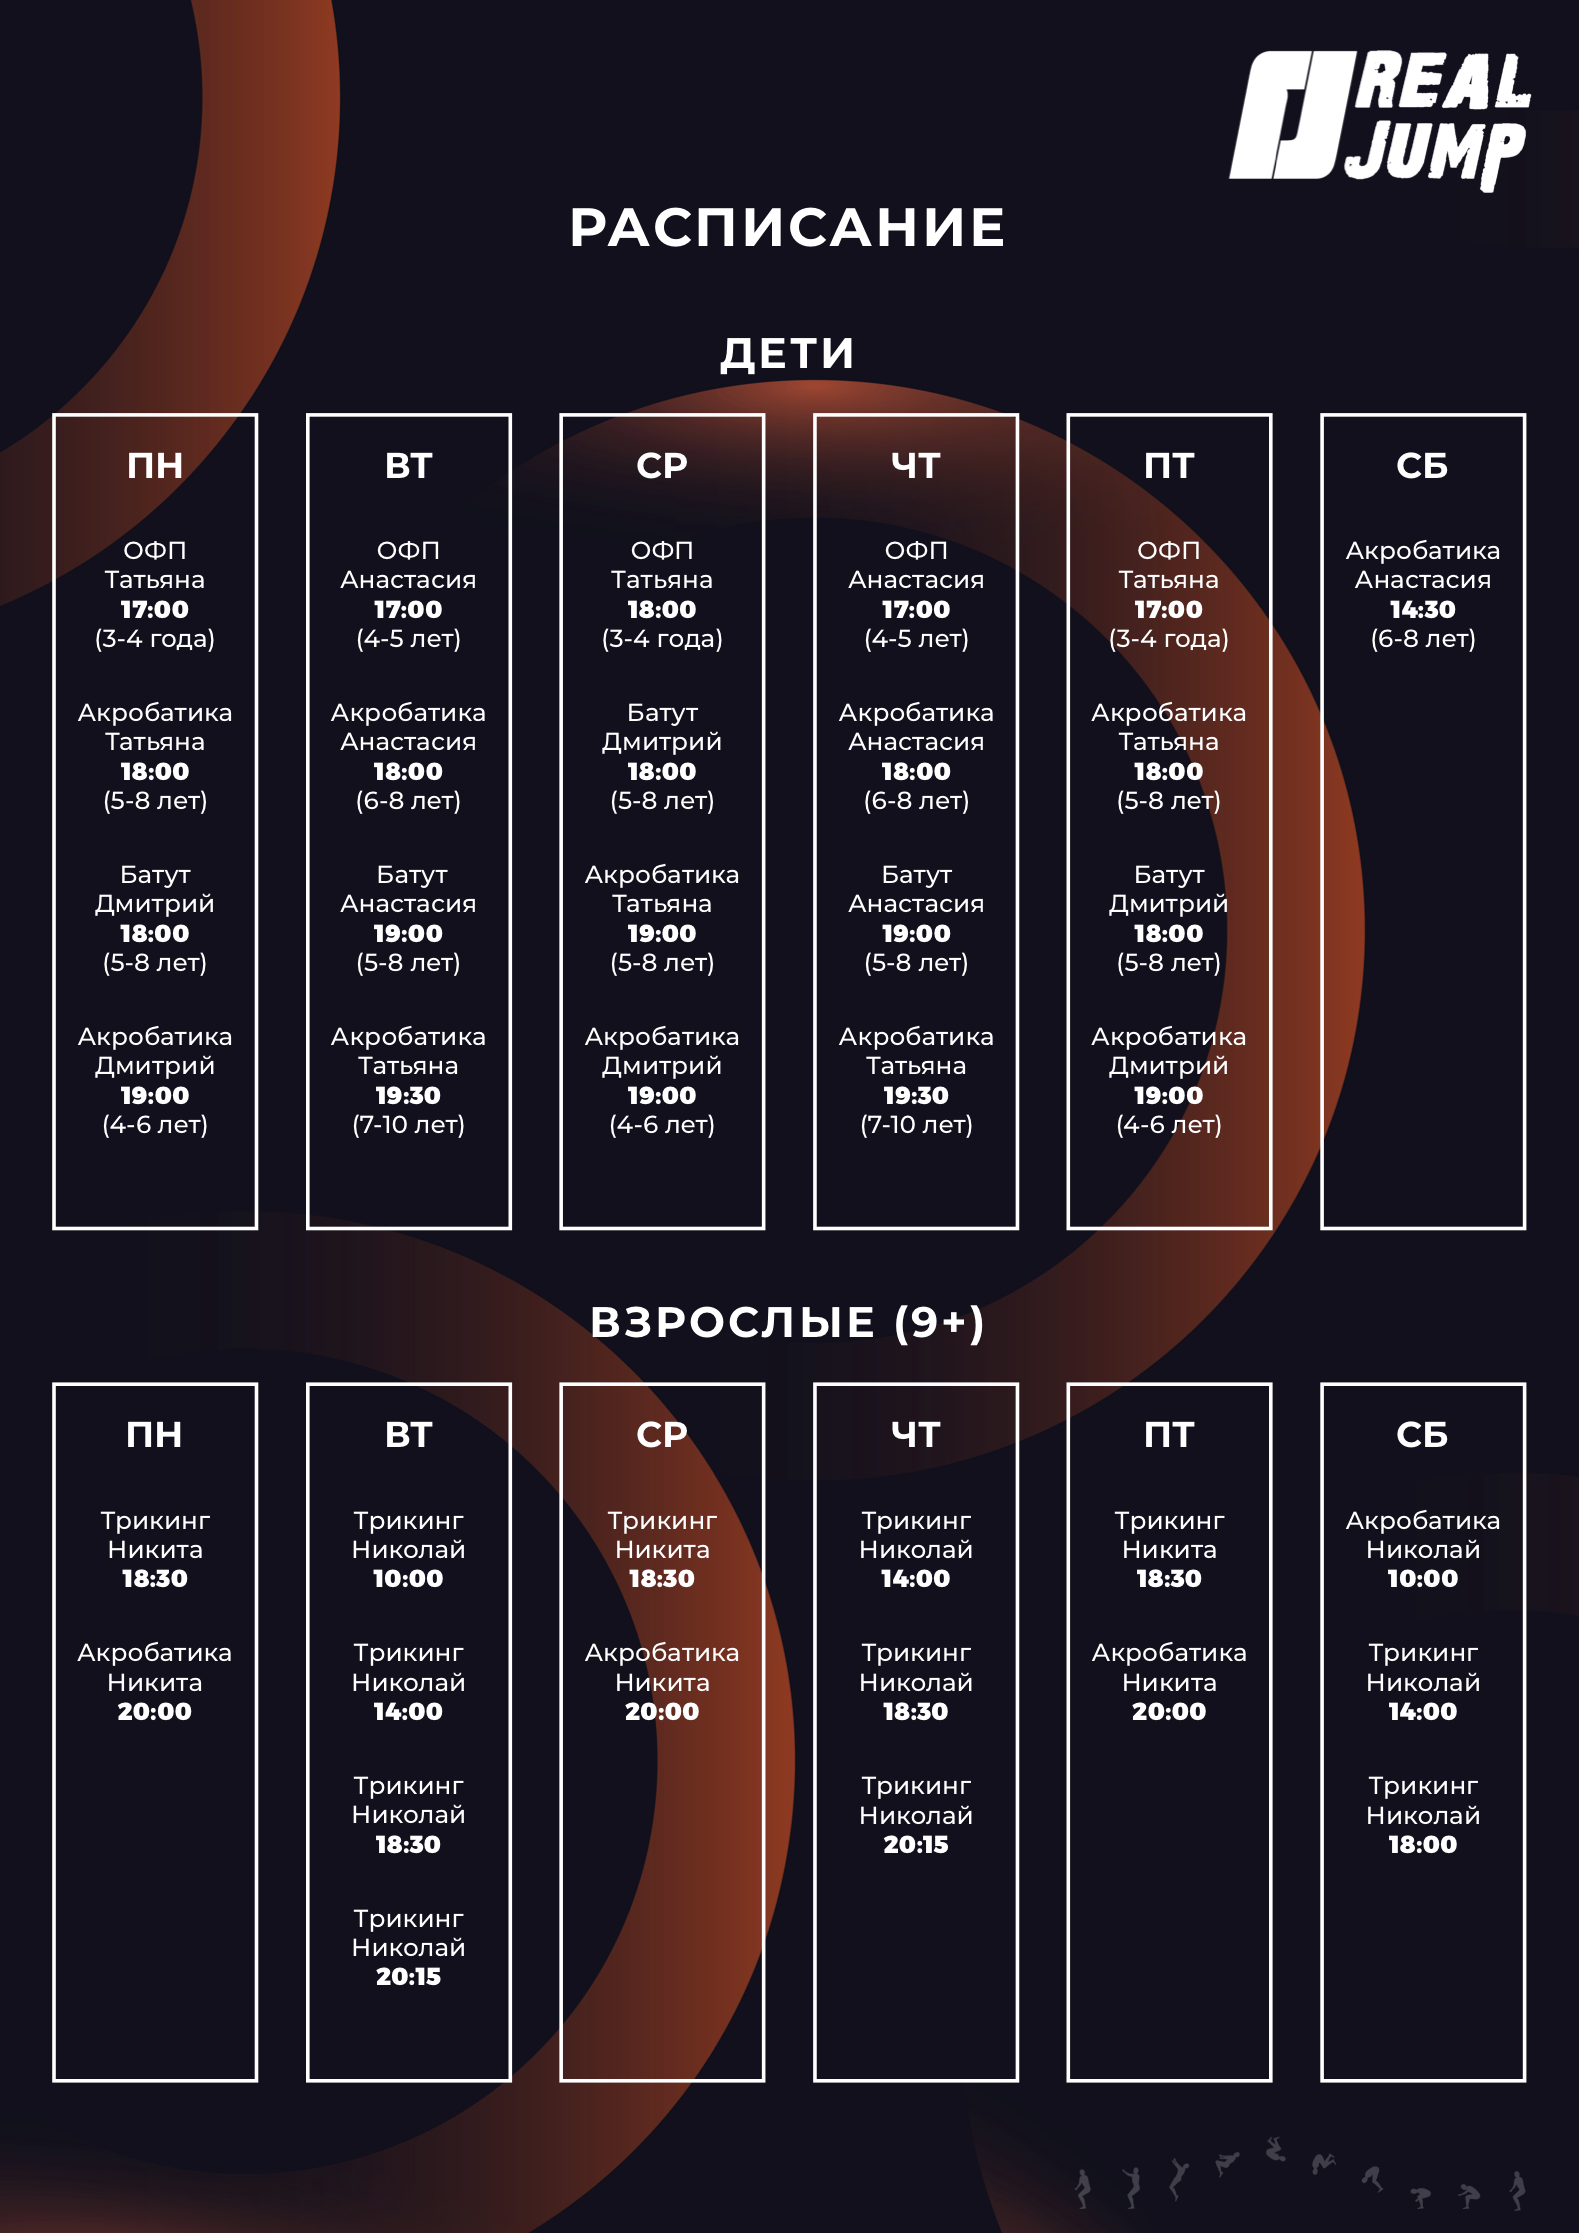 REAL
JUMP
РАСПИСАНИЕ
ДЕТИ
ПН
ОФП
Татьяна
17:00
(3-4 года)
Акробатика
Татьяна
18:00
(5-8 лет)
Батут
Дмитрий
18:00
(5-8 лет)
Акробатика
Дмитрий
19:00
(4-6 лет)
ВТ
ОФП
Анастасия
17:00
(4-5 лет)
Акробатика
Анастасия
18:00
(6-8 лет)
Батут
Анастасия
19:00
(5-8 лет)
Акробатика
Татьяна
19:30
(7-10 лет)
СР
ОФП
Татьяна
18:00
(3-4 года)
Батут
Дмитрий
18:00
(5-8 лет)
Акробатика
Татьяна
19:00
(5-8 лет)
Акробатика
Дмитрий
19:00
(4-6 лет)
ЧТ
ОФП
Анастасия
17:00
(4-5 лет)
Акробатика
Анастасия
18:00
(6-8 лет)
Батут
Анастасия
19:00
(5-8 лет)
Акробатика
Татьяна
19:30
(7-10 лет)
ПТ
ОФП
Татьяна
17:00
(3-4 года)
Акробатика
Татьяна
18:00
(5-8 лет)
Батут
Дмитрий
18:00
(5-8 лет)
Акробатика
Дмитрий
19:00
(4-6 лет)
СБ
Акробатика
Анастасия
14:30
(6-8 лет)
ВЗРОСЛЫЕ (9+)
ПН
Трикинг
Никита
18:30
Акробатика
Никита
20:00
ВТ
Трикинг
Николай
10:00
Трикинг
Николай
14:00
Трикинг
Николай
18:30
Трикинг
Николай
20:15
СР
Трикинг
Никита
18:30
Акробатика
Никита
20:00
ЧТ
Трикинг
Николай
14:00
Трикинг
Николай
18:30
Трикинг
Николай
20:15
ПТ
Трикинг
Никита
18:30
Акробатика
Никита
20:00
СБ
Акробатика
Николай
10:00
Трикинг
Николай
14:00
Трикинг
Николай
18:00